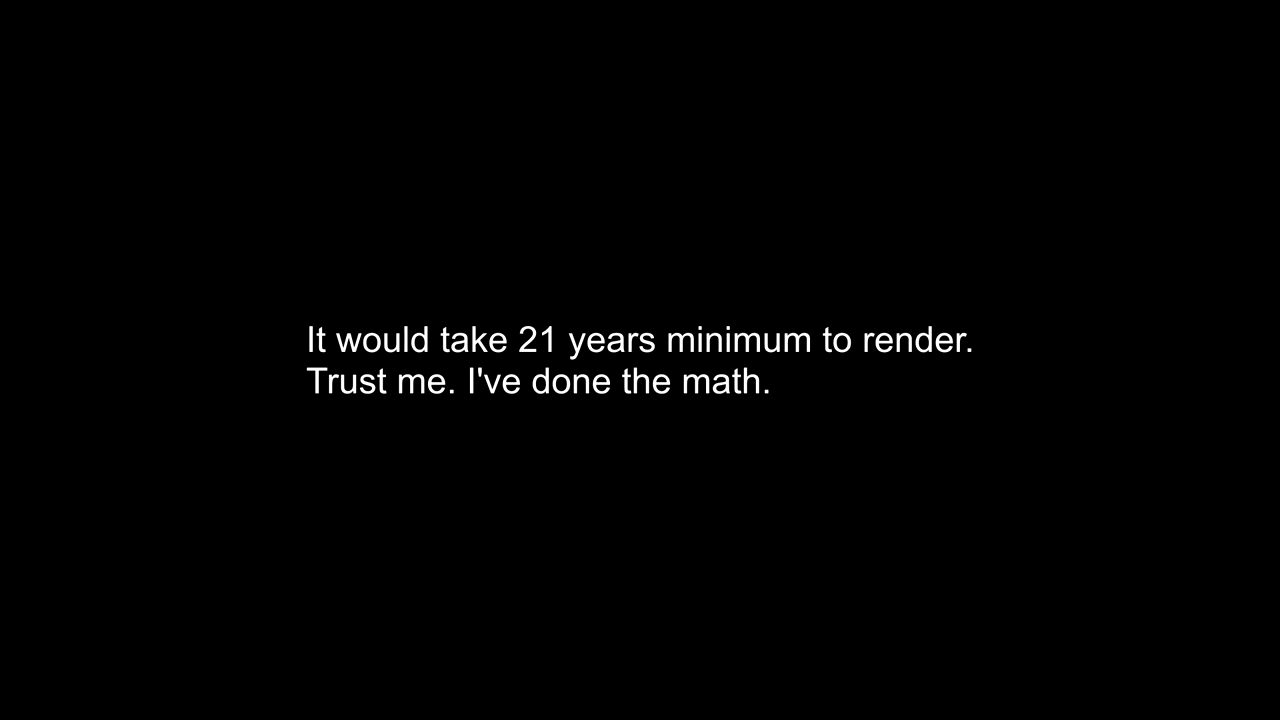 It would take 21 years minimum to render.
Trust me. I've done the math.